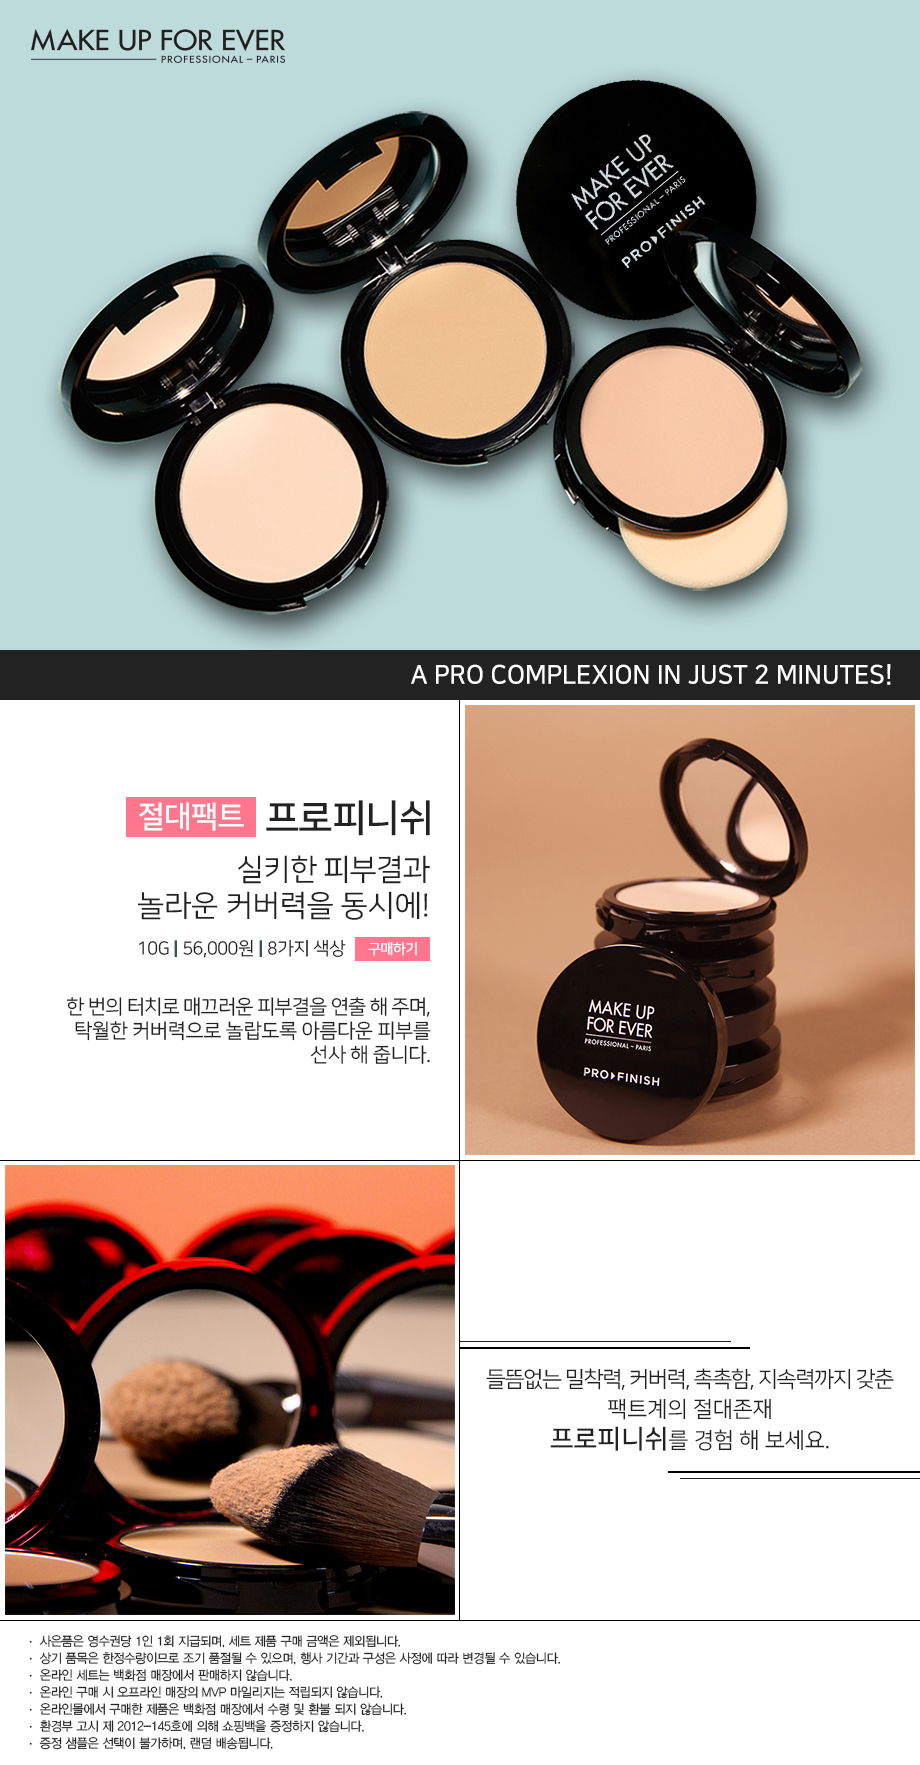 MAKE UP FOR EVER
PROFESSIONAL – PARIS
MAKE UP
FOR EVER
PROFESSIONAL – PARIS
PRO▸FINISH
A PRO COMPLEXION IN JUST 2 MINUTES!
절대팩트 프로피니쉬
실키한 피부결과
놀라운 커버력을 동시에!
10G | 56,000원 | 8가지 색상 구매하기
한 번의 터치로 매끄러운 피부결을 연출 해 주며,
탁월한 커버력으로 놀랍도록 아름다운 피부를
선사 해 줍니다.
MAKE UP
FOR EVER
PROFESSIONAL – PARIS
PRO▸FINISH
들뜸없는 밀착력, 커버력, 촉촉함, 지속력까지 갖춘
팩트계의 절대존재
프로피니쉬를 경험 해 보세요.
· 사은품은 영수권당 1인 1회 지급되며, 세트 제품 구매 금액은 제외됩니다.
· 상기 품목은 한정수량이므로 조기 품절될 수 있으며, 행사 기간과 구성은 사정에 따라 변경될 수 있습니다.
· 온라인 세트는 백화점 매장에서 판매하지 않습니다.
· 온라인 구매 시 오프라인 매장의 MVP 마일리지는 적립되지 않습니다.
· 온라인몰에서 구매한 제품은 백화점 매장에서 수령 및 환불 되지 않습니다.
· 환경부 고시 제 2012-145호에 의해 쇼핑백을 증정하지 않습니다.
· 증정 샘플은 선택이 불가하며, 랜덤 배송됩니다.